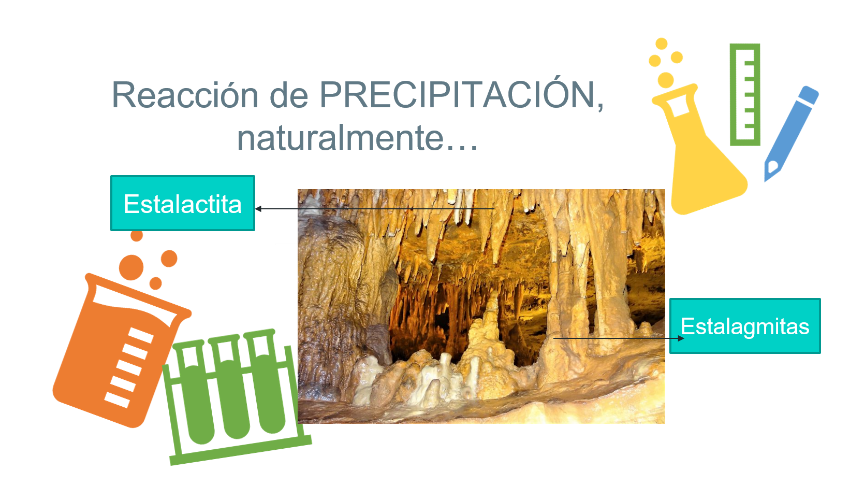 Reacción de PRECIPITACIÓN,
naturalmente…
Estalactita
Estalagmitas